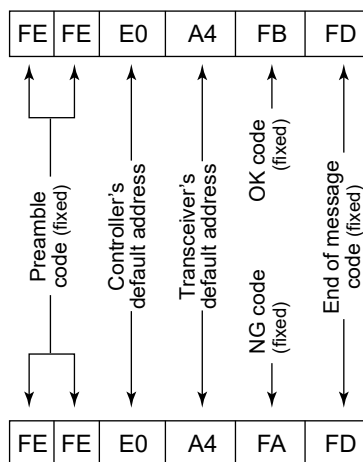 FE FE E0 A4 FB FD
Preamble
code (fixed)
Controller's
default address
Transceiver's
default address
OK code
(fixed)
NG code
(fixed)
End of message
code (fixed)
FE FE E0 A4 FA FD